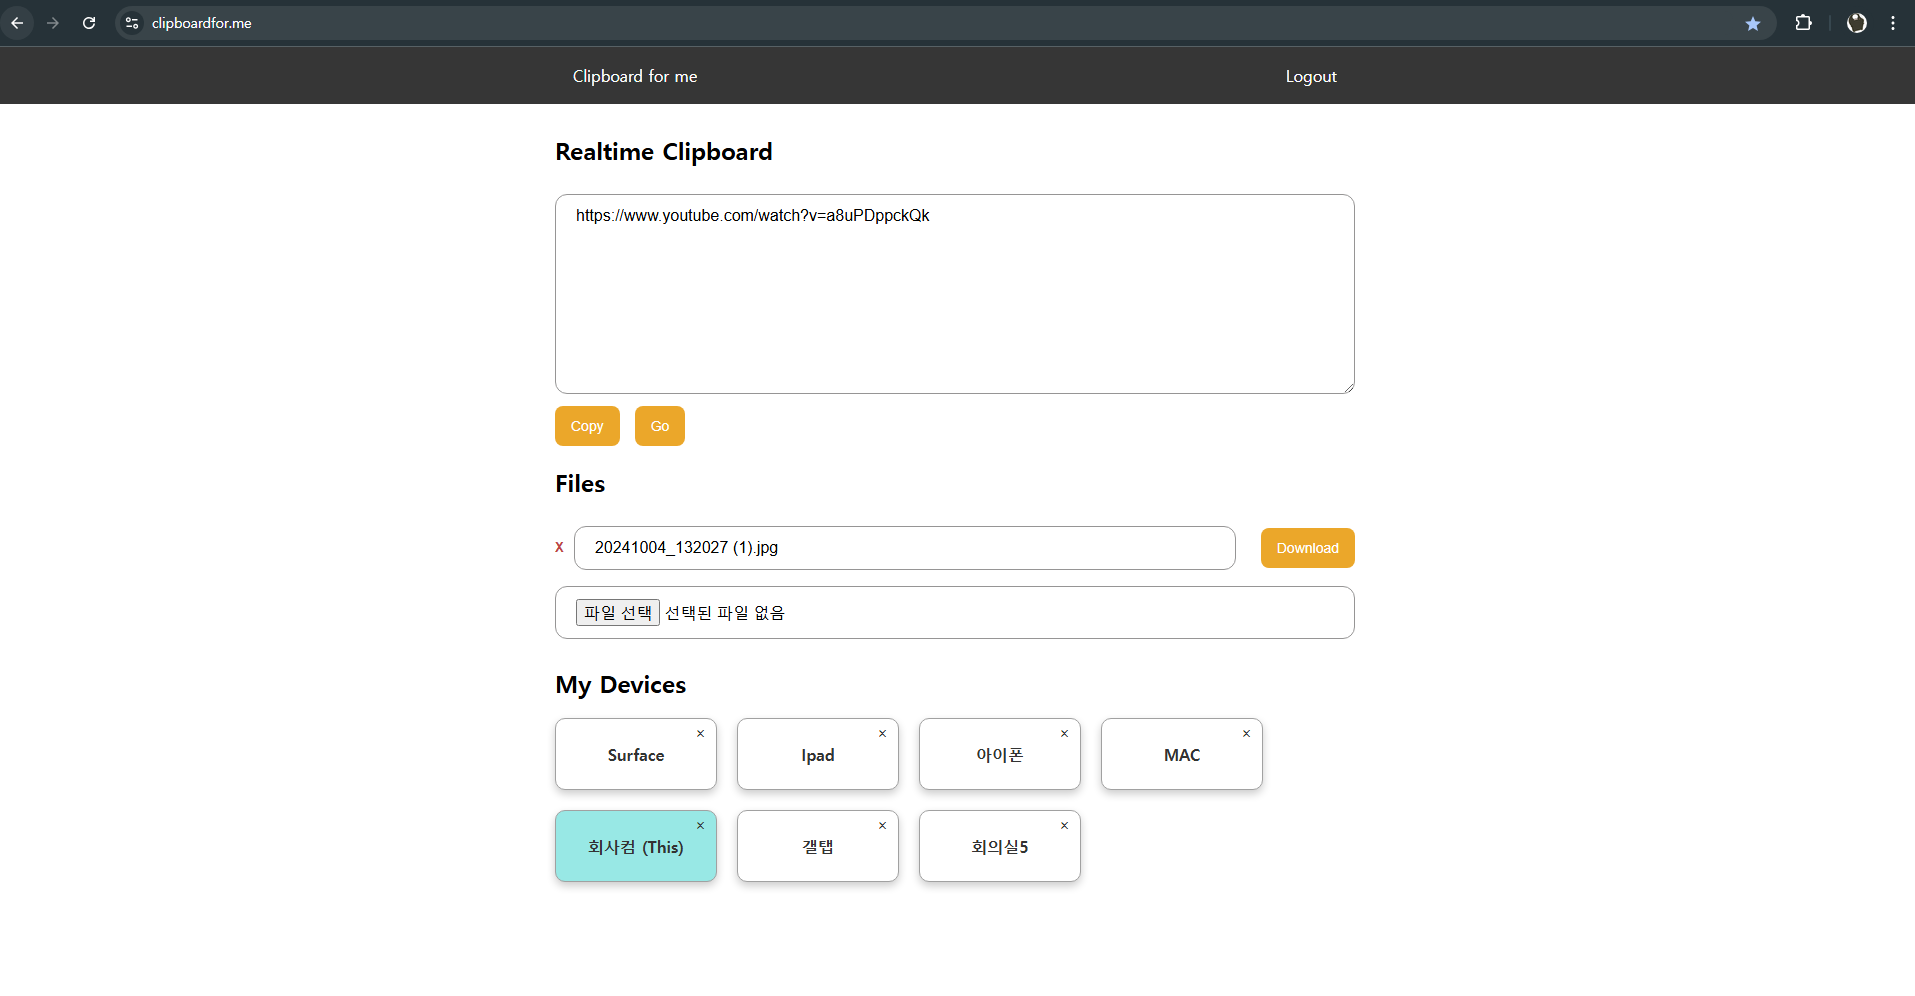 clipboardfor.me
Clipboard for me
Logout
Realtime Clipboard
https://www.youtube.com/watch?v=a8uPDppckQk
Copy
Go
Files
X
20241004_132027 (1).jpg
Download
파일 선택 선택된 파일 없음
My Devices
×
Surface
×
Ipad
×
아이폰
×
MAC
×
회사컴 (This)
×
갤탭
×
회의실5